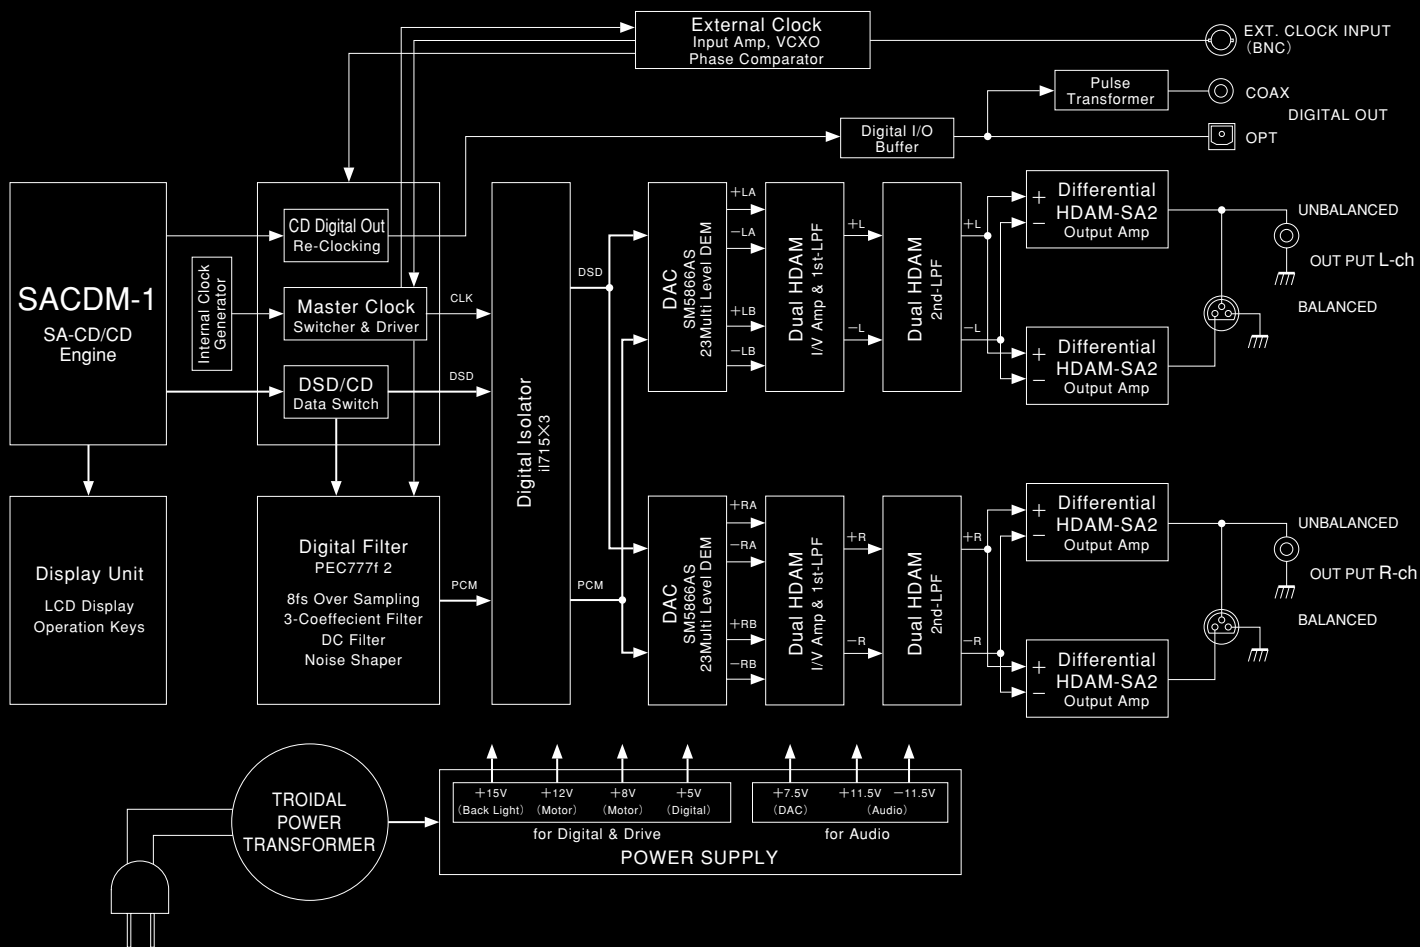 External Clock
Input Amp, VCXO
Phase Comparator
EXT. CLOCK INPUT
(BNC)
Pulse
Transformer
COAX
DIGITAL OUT
Digital I/O
Buffer
OPT
SACDM-1
SA-CD/CD
Engine
Internal Clock
Generator
CD Digital Out
Re-Clocking
Master Clock
Switcher & Driver
DSD/CD
Data Switch
CLK
DSD
Digital Isolator
il715×3
DSD
PCM
DAC
SM5866AS
23Multi Level DEM
+LA
−LA
+LB
−LB
Dual HDAM
I/V Amp & 1st-LPF
+L
−L
Dual HDAM
2nd-LPF
+L
−L
+
−
Differential
HDAM-SA2
Output Amp
+
−
Differential
HDAM-SA2
Output Amp
UNBALANCED
OUT PUT L-ch
BALANCED
Display Unit
LCD Display
Operation Keys
Digital Filter
PEC777f 2
8fs Over Sampling
3-Coeffecient Filter
DC Filter
Noise Shaper
PCM
DAC
SM5866AS
23Multi Level DEM
+RA
−RA
+RB
−RB
Dual HDAM
I/V Amp & 1st-LPF
+R
−R
Dual HDAM
2nd-LPF
+R
−R
+
−
Differential
HDAM-SA2
Output Amp
+
−
Differential
HDAM-SA2
Output Amp
UNBALANCED
OUT PUT R-ch
BALANCED
TROIDAL
POWER
TRANSFORMER
+15V
(Back Light)
+12V
(Motor)
+8V
(Motor)
+5V
(Digital)
for Digital & Drive
+7.5V
(DAC)
+11.5V −11.5V
(Audio)
for Audio
POWER SUPPLY